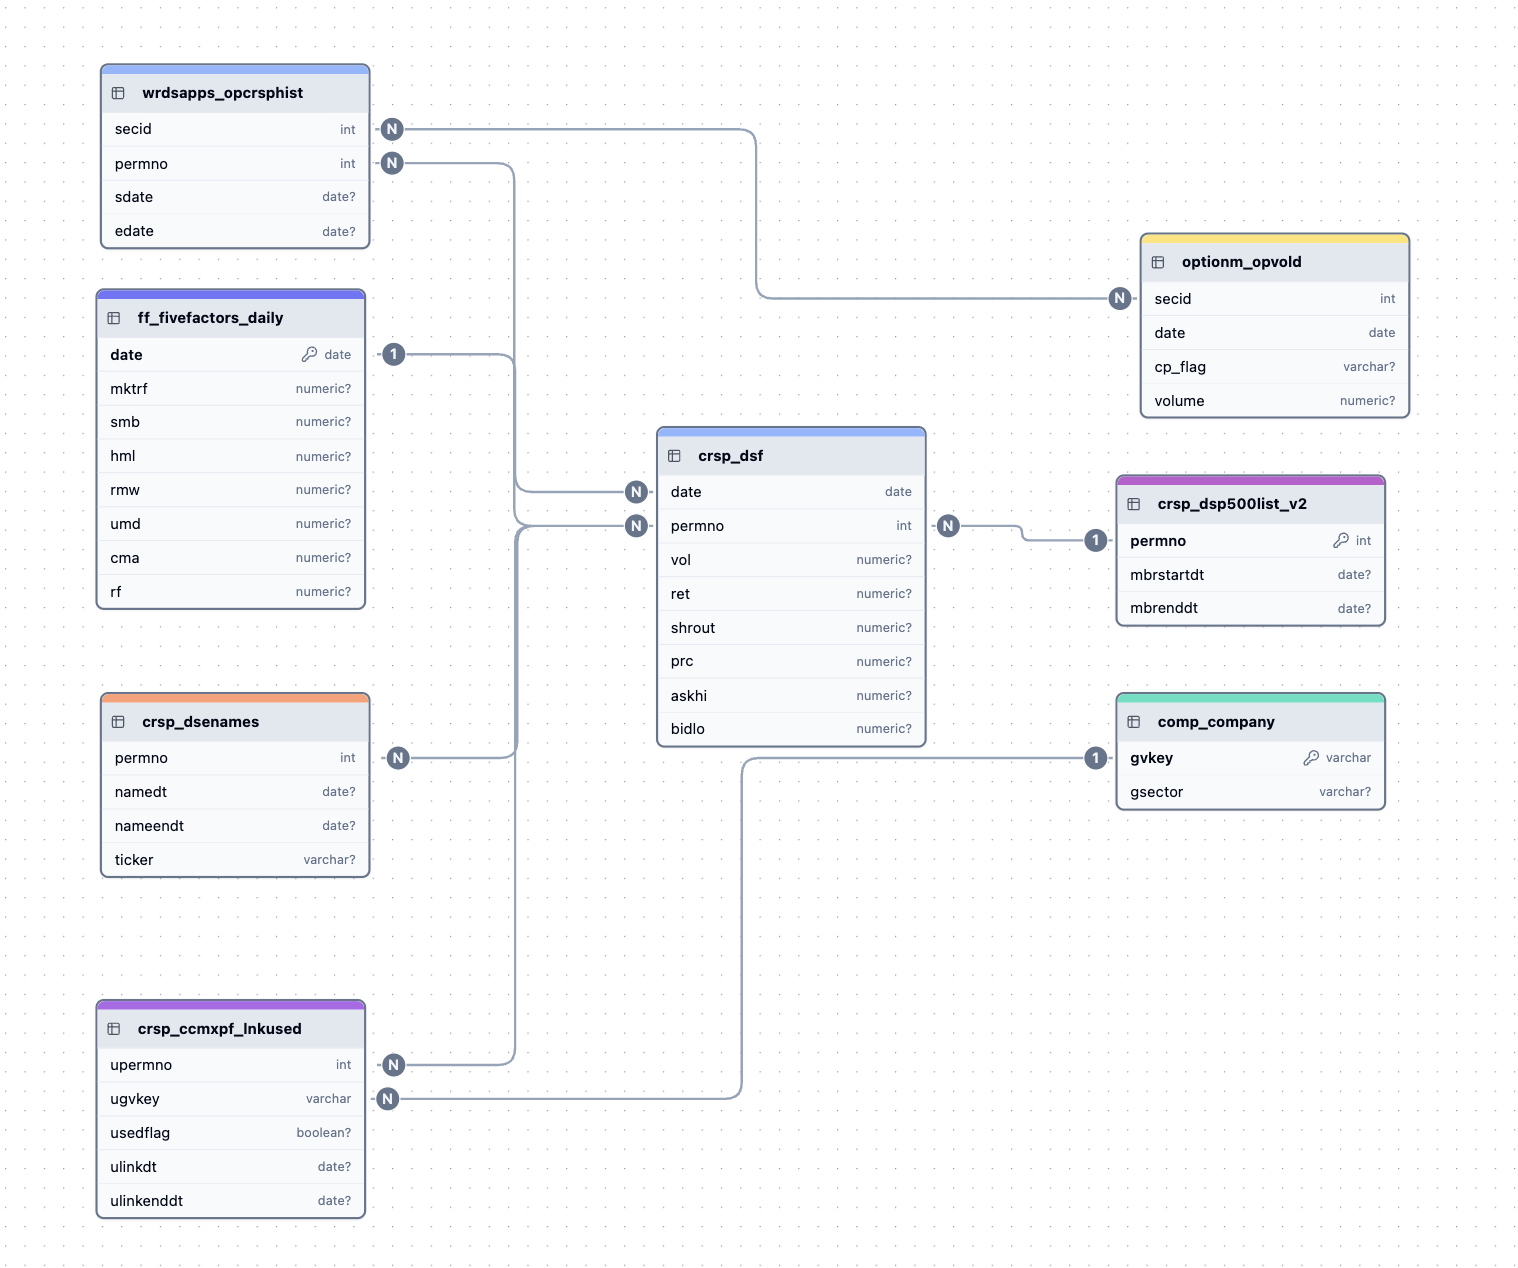 wrdsapps_opcrsphist
secid int
permno int
sdate date?
edate date?
N
N
ff_fivefactors_daily
date date
mktrf numeric?
smb numeric?
hml numeric?
rmw numeric?
umd numeric?
cma numeric?
rf numeric?
1
crsp_dsenames
permno int
namedt date?
nameendt date?
ticker varchar?
N
crsp_ccmxpf_lnkused
upermno int
ugvkey varchar
usedflag boolean?
ulinkdt date?
ulinkenddt date?
N
N
crsp_dsf
date date
permno int
vol numeric?
ret numeric?
shrout numeric?
prc numeric?
askhi numeric?
bidlo numeric?
N
N
N
optionm_opvold
secid int
date date
cp_flag varchar?
volume numeric?
N
crsp_dsp500list_v2
permno int
mbrstartdt date?
mbrenddt date?
1
comp_company
gvkey varchar
gsector varchar?
1